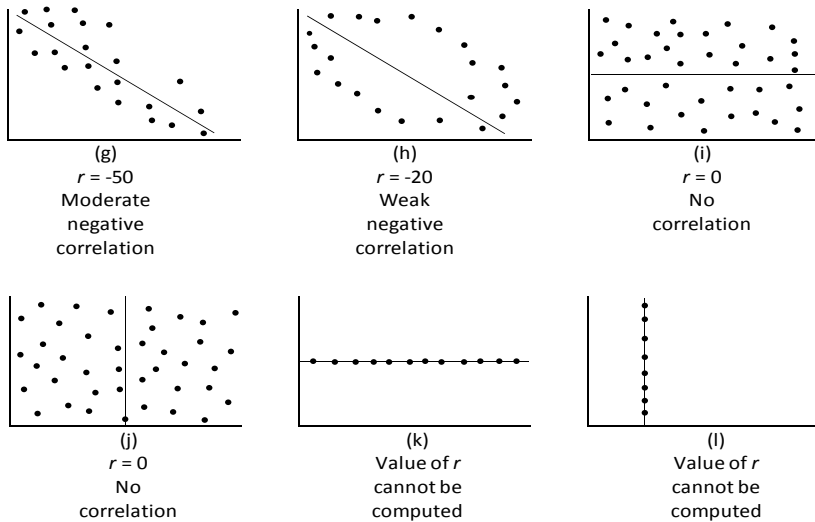 (g)
r = -50
Moderate
negative
correlation
(h)
r = -20
Weak
negative
correlation
(i)
r = 0
No
correlation
(j)
r = 0
No
correlation
(k)
Value of r
cannot be
computed
(l)
Value of r
cannot be
computed